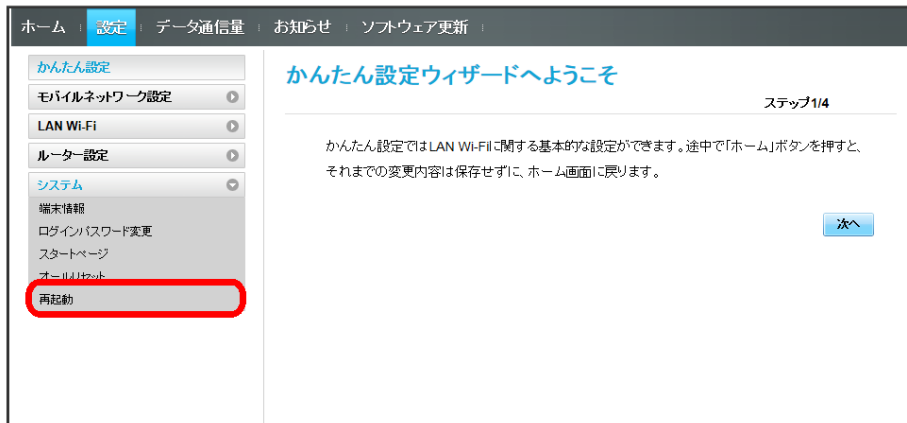 ホーム 設定 データ通信量 お知らせ ソフトウェア更新
かんたん設定
モバイルネットワーク設定
LAN Wi-Fi
ルーター設定
システム
端末情報
ログインパスワード変更
スタートページ
オールリセット
再起動
かんたん設定ウィザードへようこそ
ステップ1/4
かんたん設定ではLAN Wi-Fiに関する基本的な設定ができます。途中で「ホーム」ボタンを押すと、
それまでの変更内容は保存せずに、ホーム画面に戻ります。
次へ